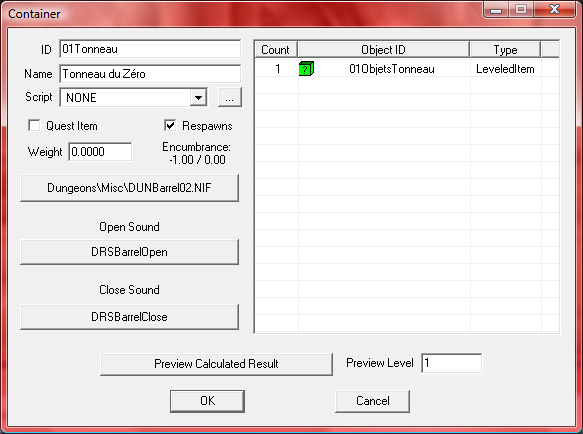 Container
ID 01Tonneau
Name Tonneau du Zéro
Script NONE ...
Quest Item Respawns
Weight 0.0000 Encumbrance:
-1.00 / 0.00
Dungeons\Misc\DUNBarrel02.NIF
Open Sound
DRSBarrelOpen
Close Sound
DRSBarrelClose
Count Object ID Type
1 ? 01ObjetsTonneau LeveledItem
Preview Calculated Result Preview Level 1
OK Cancel